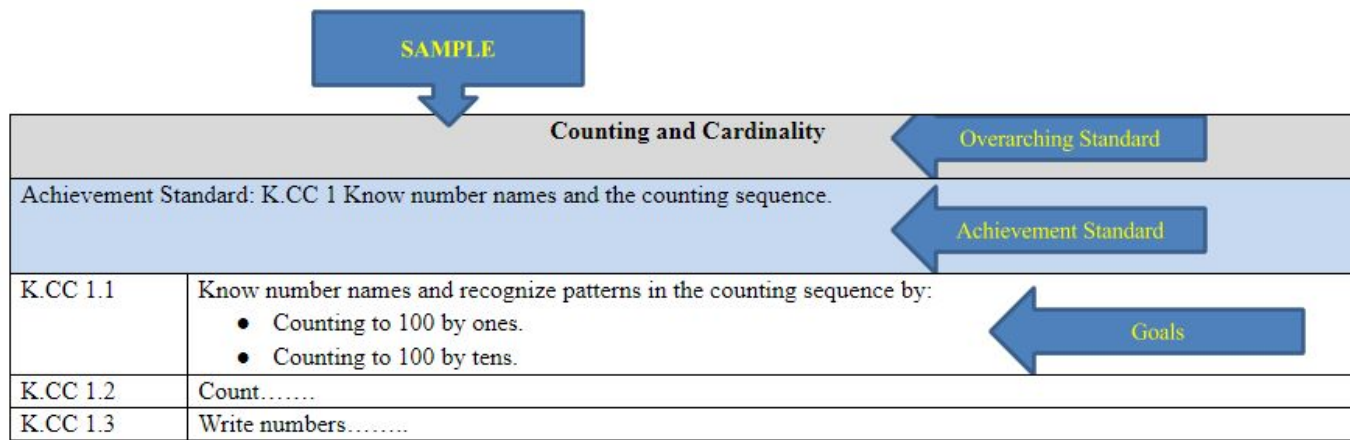 SAMPLE
Counting and Cardinality
Overarching Standard
Achievement Standard: K.CC 1 Know number names and the counting sequence.
Achievement Standard
K.CC 1.1 Know number names and recognize patterns in the counting sequence by:
● Counting to 100 by ones.
● Counting to 100 by tens.
Goals
K.CC 1.2 Count…….
K.CC 1.3 Write numbers……..